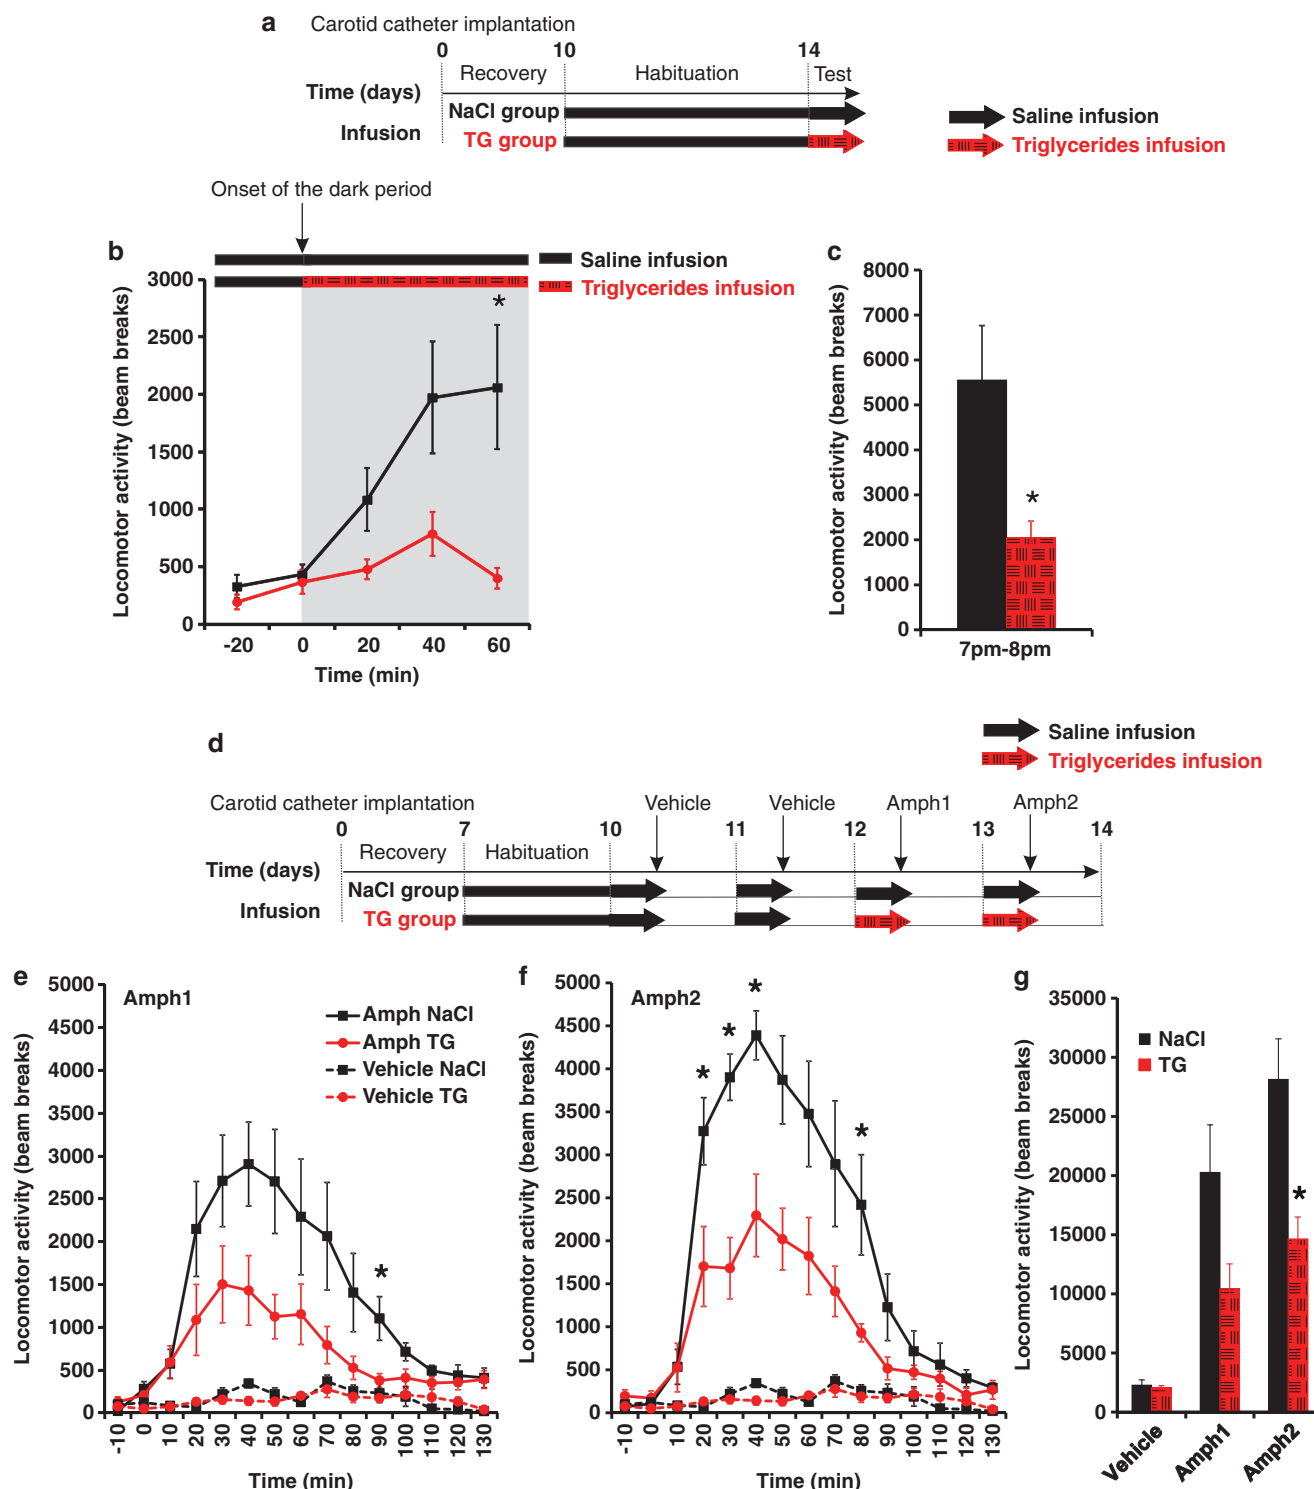 a
Carotid catheter implantation
0 10 14
Recovery Habituation Test
Time (days)
NaCl group
Infusion
TG group
Saline infusion
Triglycerides infusion
Onset of the dark period
b
Saline infusion
Triglycerides infusion
*
3000
2500
2000
1500
1000
500
0
Locomotor activity (beam breaks)
-20 0 20 40 60
Time (min)
c
8000
7000
6000
5000
4000
3000
2000
1000
0
Locomotor activity (beam breaks)
*
7pm-8pm
d
Saline infusion
Triglycerides infusion
Carotid catheter implantation
Vehicle Vehicle Amph1 Amph2
0 7 10 11 12 13 14
Recovery Habituation
Time (days)
NaCl group
Infusion
TG group
e
Amph1
5000
4500
4000
3500
3000
2500
2000
1500
1000
500
0
Locomotor activity (beam breaks)
Amph NaCl
Amph TG
Vehicle NaCl
Vehicle TG
*
-10 0 10 20 30 40 50 60 70 80 90 100 110 120 130
Time (min)
f
Amph2
5000
4500
4000
3500
3000
2500
2000
1500
1000
500
0
Locomotor activity (beam breaks)
* * * *
-10 0 10 20 30 40 50 60 70 80 90 100 110 120 130
Time (min)
g
35000
30000
25000
20000
15000
10000
5000
0
Locomotor activity (beam breaks)
NaCl
TG
*
Vehicle Amph1 Amph2